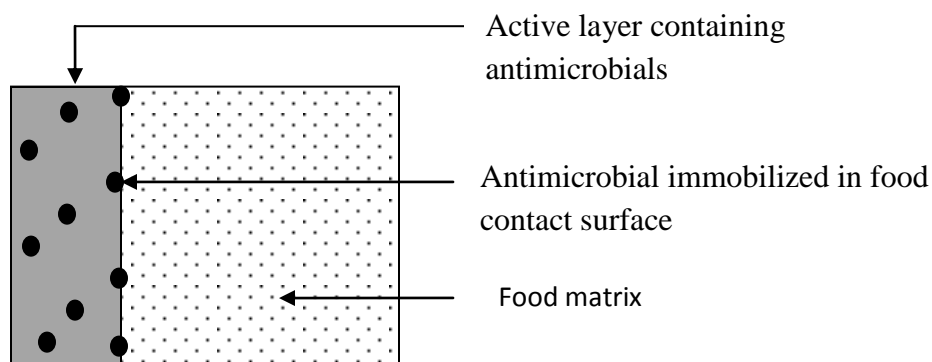 Active layer containing
antimicrobials
Antimicrobial immobilized in food
contact surface
Food matrix